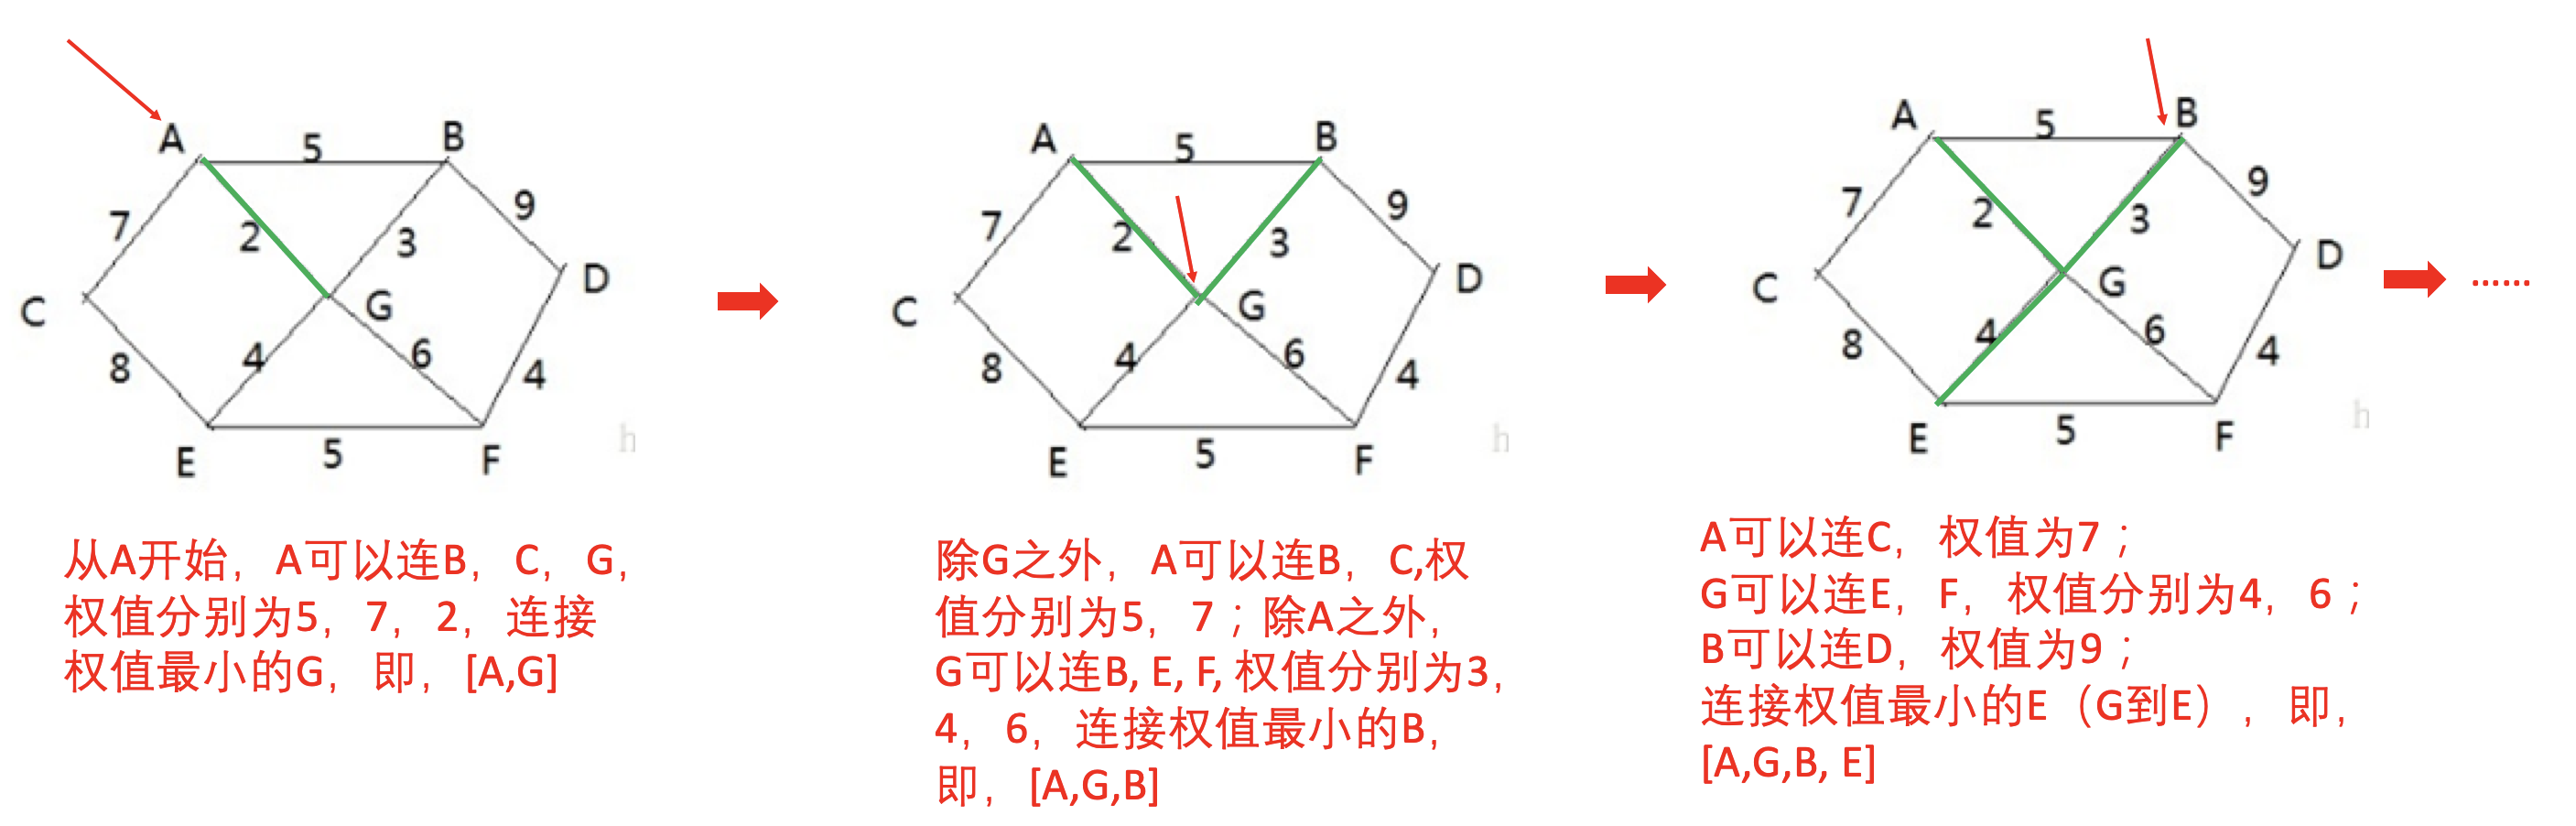 A
5
B
7
2
3
9
C
G
D
8
4
6
4
E
5
F
h
A
5
B
7
2
3
9
C
G
D
8
4
6
4
E
5
F
h
A
5
B
7
2
3
9
C
G
D
8
4
6
4
E
5
F
h
......
从A开始，A可以连B，C，G，
权值分别为5，7，2，连接
权值最小的G，即，[A,G]
除G之外，A可以连B，C,权
值分别为5，7；除A之外，
G可以连B, E, F, 权值分别为3，
4，6，连接权值最小的B，
即，[A,G,B]
A可以连C，权值为7；
G可以连E，F，权值分别为4，6；
B可以连D，权值为9；
连接权值最小的E（G到E），即，
[A,G,B, E]